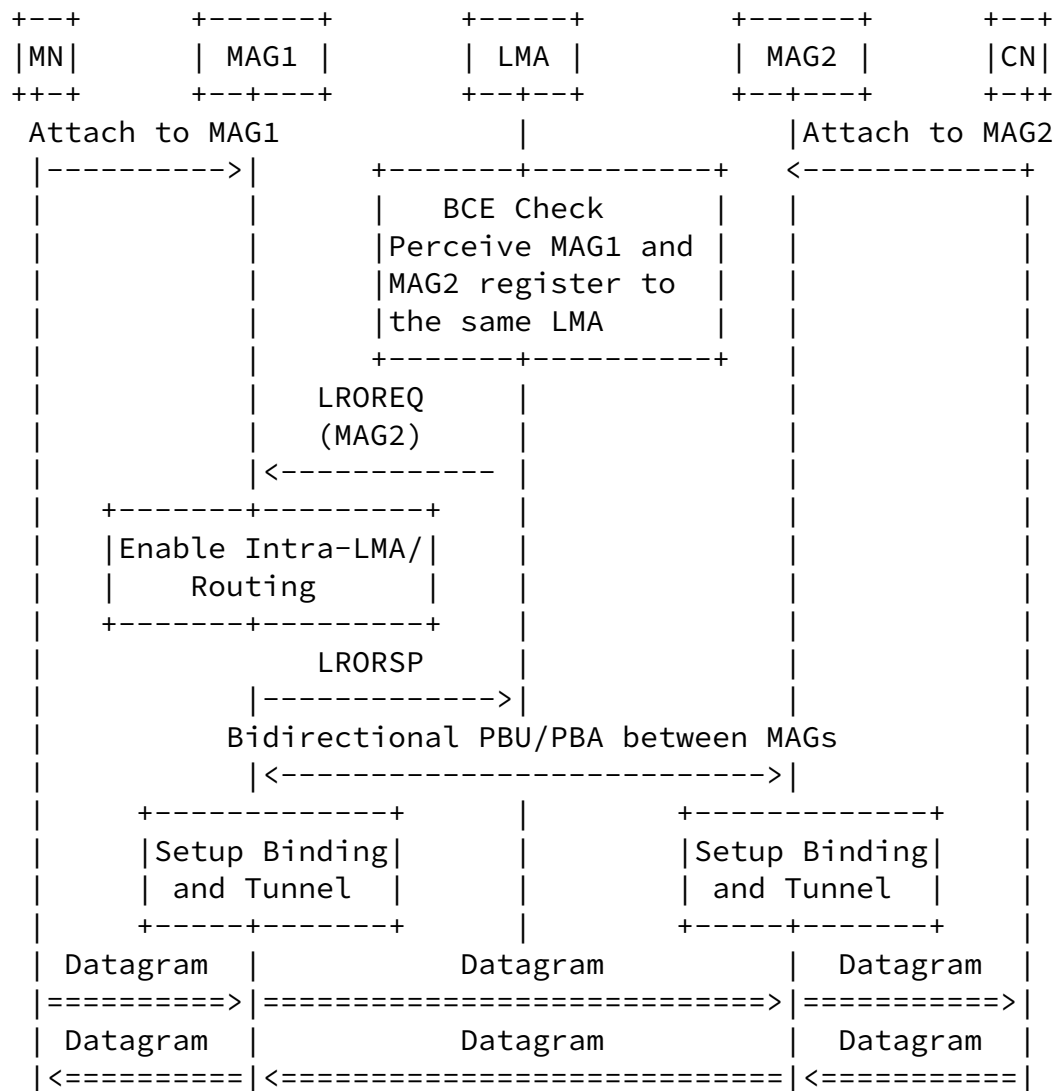 MN MAG1 LMA MAG2 CN
Attach to MAG1 Attach to MAG2
BCE Check
Perceive MAG1 and
MAG2 register to
the same LMA
LROREQ
(MAG2)
Enable Intra-LMA/
Routing
LRORSP
Bidirectional PBU/PBA between MAGs
Setup Binding Setup Binding
and Tunnel and Tunnel
Datagram Datagram Datagram
Datagram Datagram Datagram